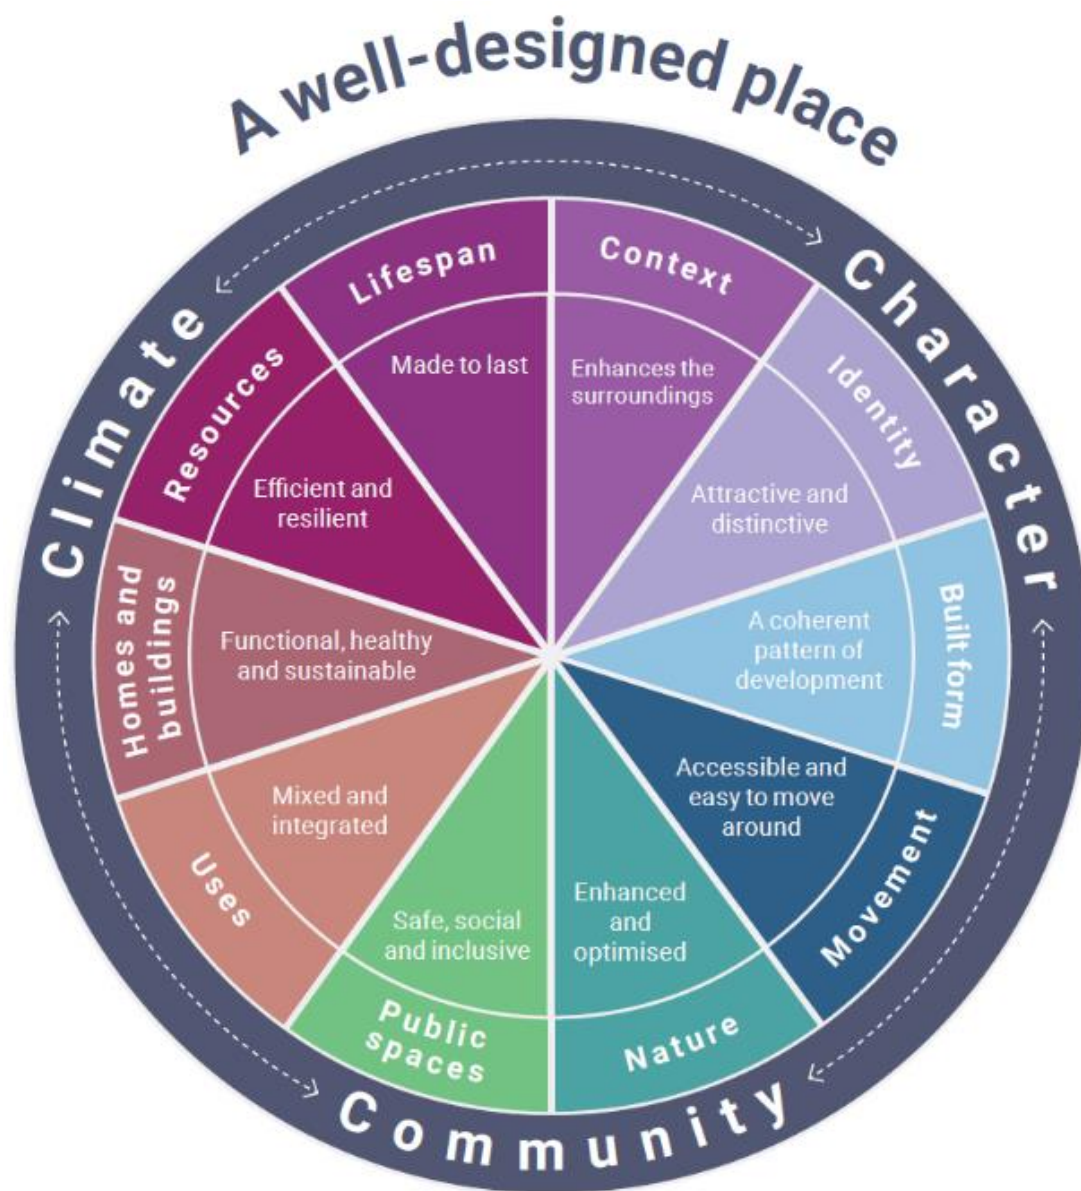 A well-designed place
Climate
Character
Community
Context
Enhances the
surroundings
Identity
Attractive and
distinctive
Built form
A coherent
pattern of
development
Movement
Accessible and
easy to move
around
Nature
Enhanced
and
optimised
Public
spaces
Safe, social
and inclusive
Uses
Mixed and
integrated
Homes and
buildings
Functional, healthy
and sustainable
Resources
Efficient and
resilient
Lifespan
Made to last